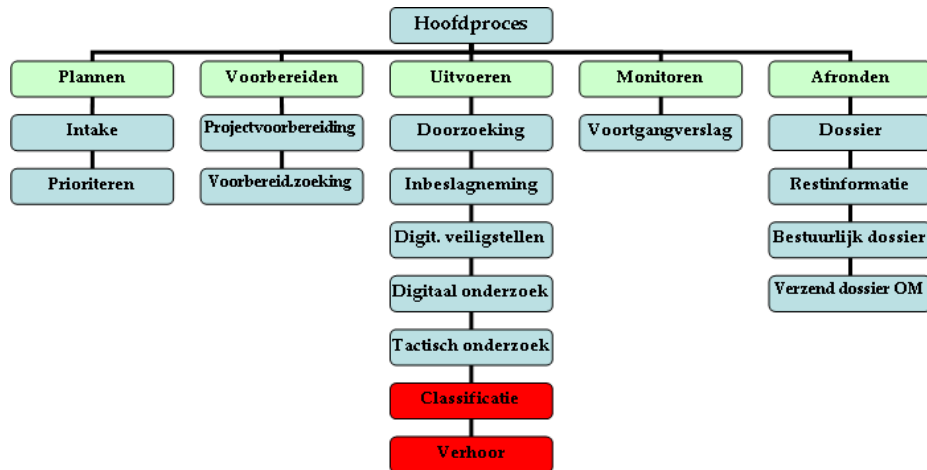 Hoofdproces
Plannen
Voorbereiden
Uitvoeren
Monitoren
Afronden
Intake
Projectvoorbereiding
Doorzoeking
Voortgangverslag
Dossier
Prioriteren
Voorbereid.zoeking
Inbeslagneming
Restinformatie
Digit. veiligstellen
Bestuurlijk dossier
Digitaal onderzoek
Verzend dossier OM
Tactisch onderzoek
Classificatie
Verhoor